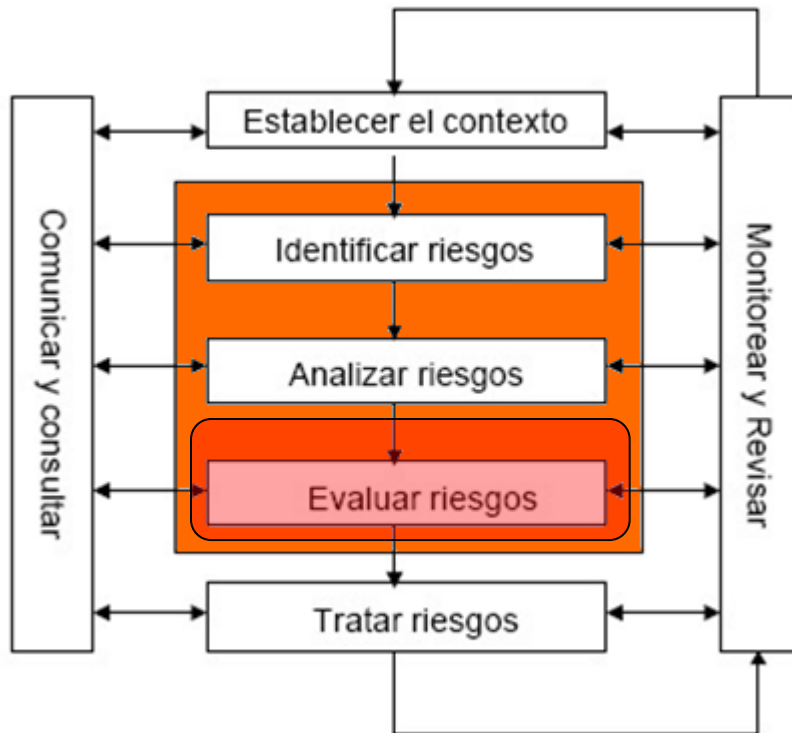 Establecer el contexto
Identificar riesgos
Analizar riesgos
Evaluar riesgos
Tratar riesgos
Comunicar y consultar
Monitorear y Revisar